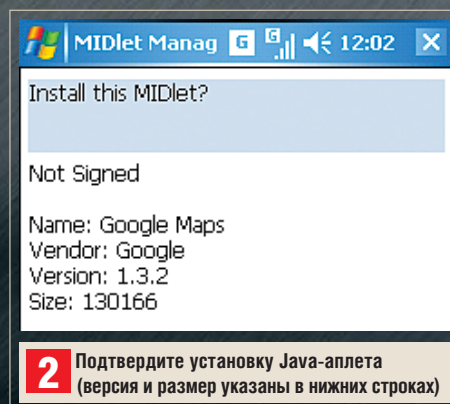 MIDlet Manag G G 12:02
Install this MIDlet?
Not Signed
Name: Google Maps
Vendor: Google
Version: 1.3.2
Size: 130166
2 Подтвердите установку Java-аплета
(версия и размер указаны в нижних строках)